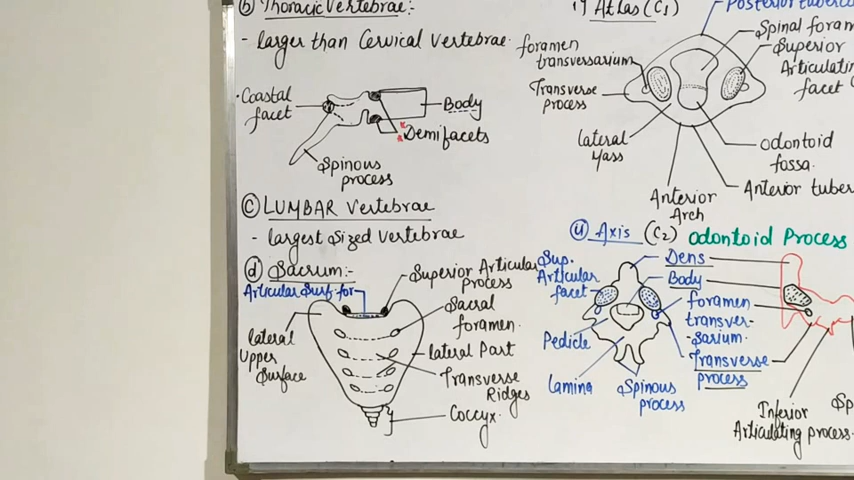 (b) Thoracic Vertebrae:-
- larger than Cervical Vertebrae.
Coastal
facet
Body
Demifacets
Spinous
process
(c) LUMBAR Vertebrae
- largest Sized Vertebrae
(d) Sacrum:-
Articular Surf. for
Superior Articular
process
Sacral
foramen.
lateral
Upper
Surface
lateral Part
Transverse
Ridges
Coccyx.
i) Atlas (C1)
Posterior
Spinal
foramen
transversarium
Superior
Articulating
facet
Transverse
process
lateral
Mass
odontoid
fossa.
Anterior
Anterior
Arch
ii) Axis (C2) Odontoid Process
Sup.
Articular
facet
Dens
Body
foramen
transver-
-sarium.
Pedicle
Transverse
process
lamina
Spinous
process
Inferior
Articulating process.